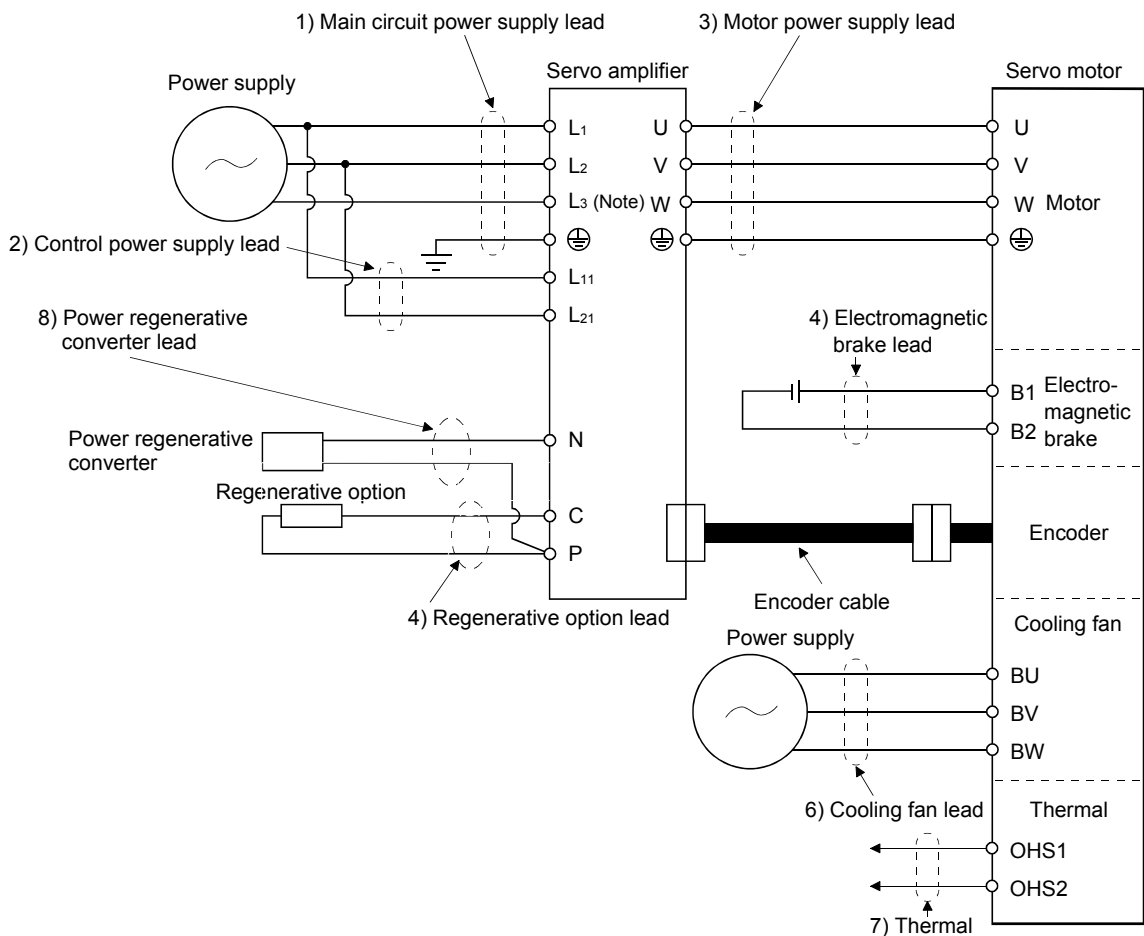 1) Main circuit power supply lead
3) Motor power supply lead
Power supply
Servo amplifier
Servo motor
L1
U
U
L2
V
V
L3 (Note)
W
W
Motor
2) Control power supply lead
L11
L21
8) Power regenerative
converter lead
4) Electromagnetic
brake lead
B1
B2
Electro-
magnetic
brake
Power regenerative
converter
N
Regenerative option
C
P
4) Regenerative option lead
Encoder
Encoder cable
Power supply
Cooling fan
BU
BV
BW
6) Cooling fan lead
Thermal
OHS1
OHS2
7) Thermal